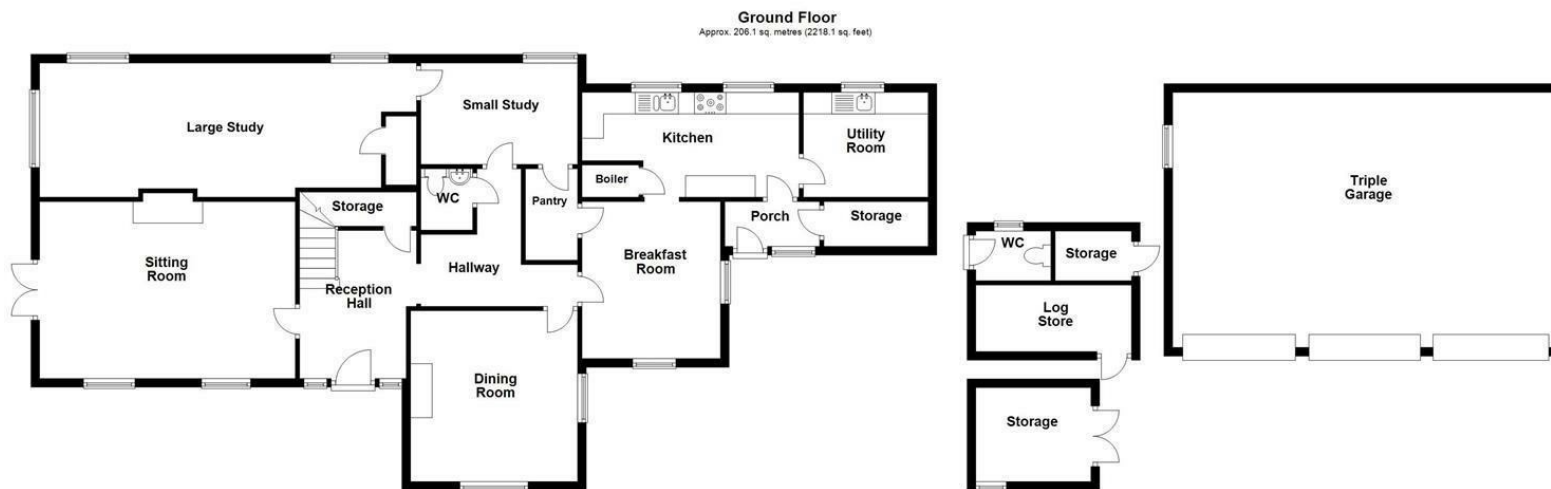 Ground Floor
Approx. 206.1 sq. metres (2218.1 sq. feet)
Large Study
Small Study
Kitchen
Utility
Room
Boiler
WC
Pantry
Storage
Porch
Storage
Sitting
Room
Reception
Hall
Hallway
Breakfast
Room
Dining
Room
WC
Storage
Log
Store
Storage
Triple
Garage